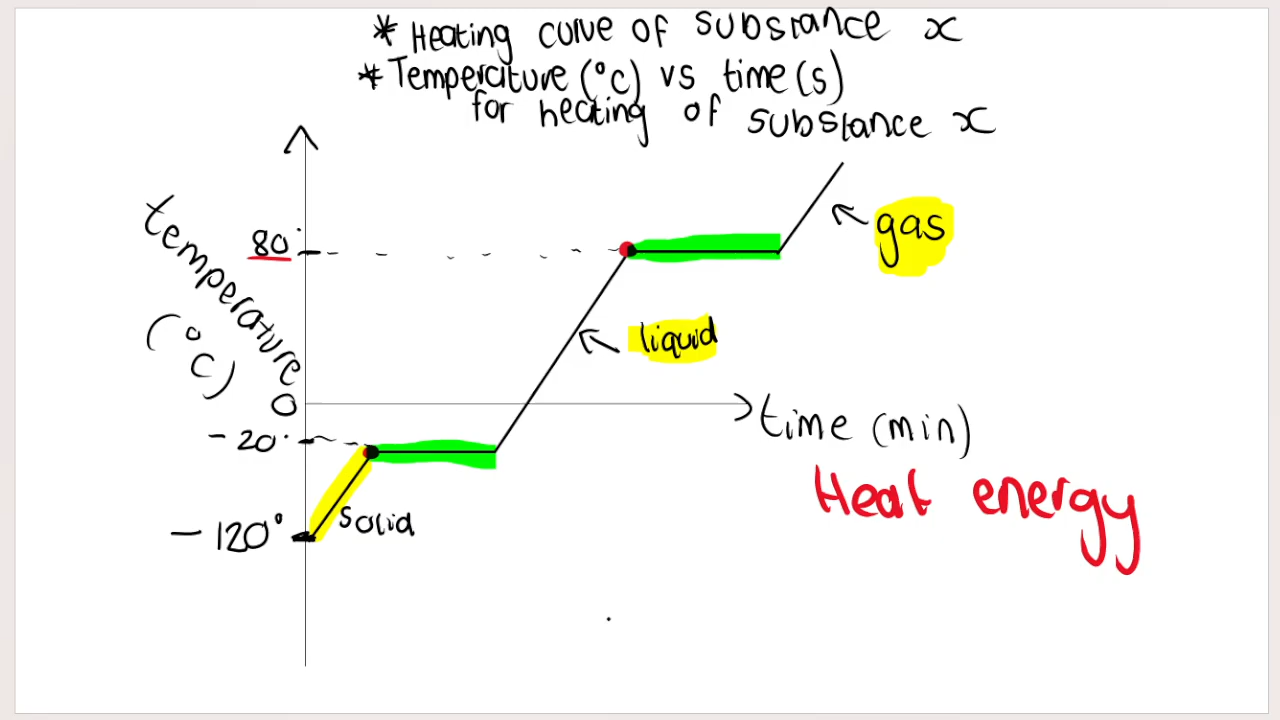 * Heating curve of substance x
* Temperature (°c) vs time (s)
for heating of substance x
80°
temperature
(°C)
gas
liquid
0
time (min)
-20°
Heat energy
-120°
solid